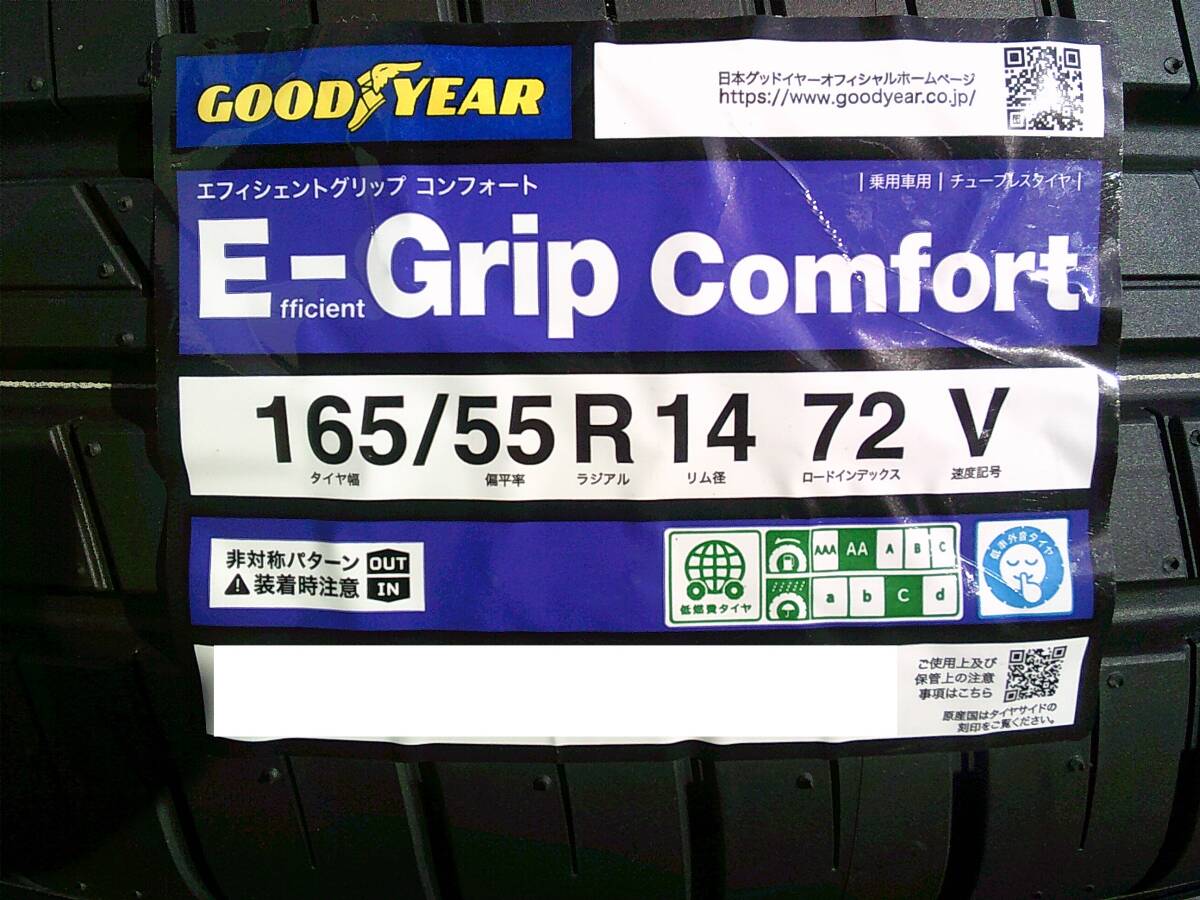 GOODYEAR
日本グッドイヤーオフィシャルホームページ
https://www.goodyear.co.jp/
エフィシェントグリップ コンフォート
|乗用車用|チューブレスタイヤ|
E-Grip Comfort
fficient
165/55 R 14 72 V
タイヤ幅 偏平率 ラジアル リム径 ロードインデックス 速度記号
非対称パターン OUT
⚠装着時注意 IN
低燃費タイヤ
AAA AA A B C
a b c d
低車外音タイヤ
ご使用上及び
保管上の注意
事項はこちら
原産国はタイヤサイドの
刻印をご覧ください。